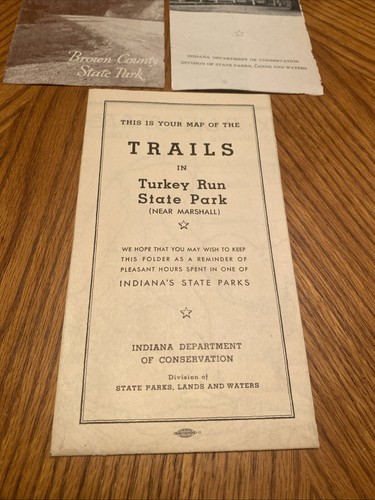 Brown County
State Park
INDIANA DEPARTMENT OF CONSERVATION
DIVISION OF STATE PARKS, LANDS AND WATERS
THIS IS YOUR MAP OF THE
TRAILS
IN
Turkey Run
State Park
(NEAR MARSHALL)
WE HOPE THAT YOU MAY WISH TO KEEP
THIS FOLDER AS A REMINDER OF
PLEASANT HOURS SPENT IN ONE OF
INDIANA'S STATE PARKS
INDIANA DEPARTMENT
OF CONSERVATION
Division of
STATE PARKS, LANDS AND WATERS